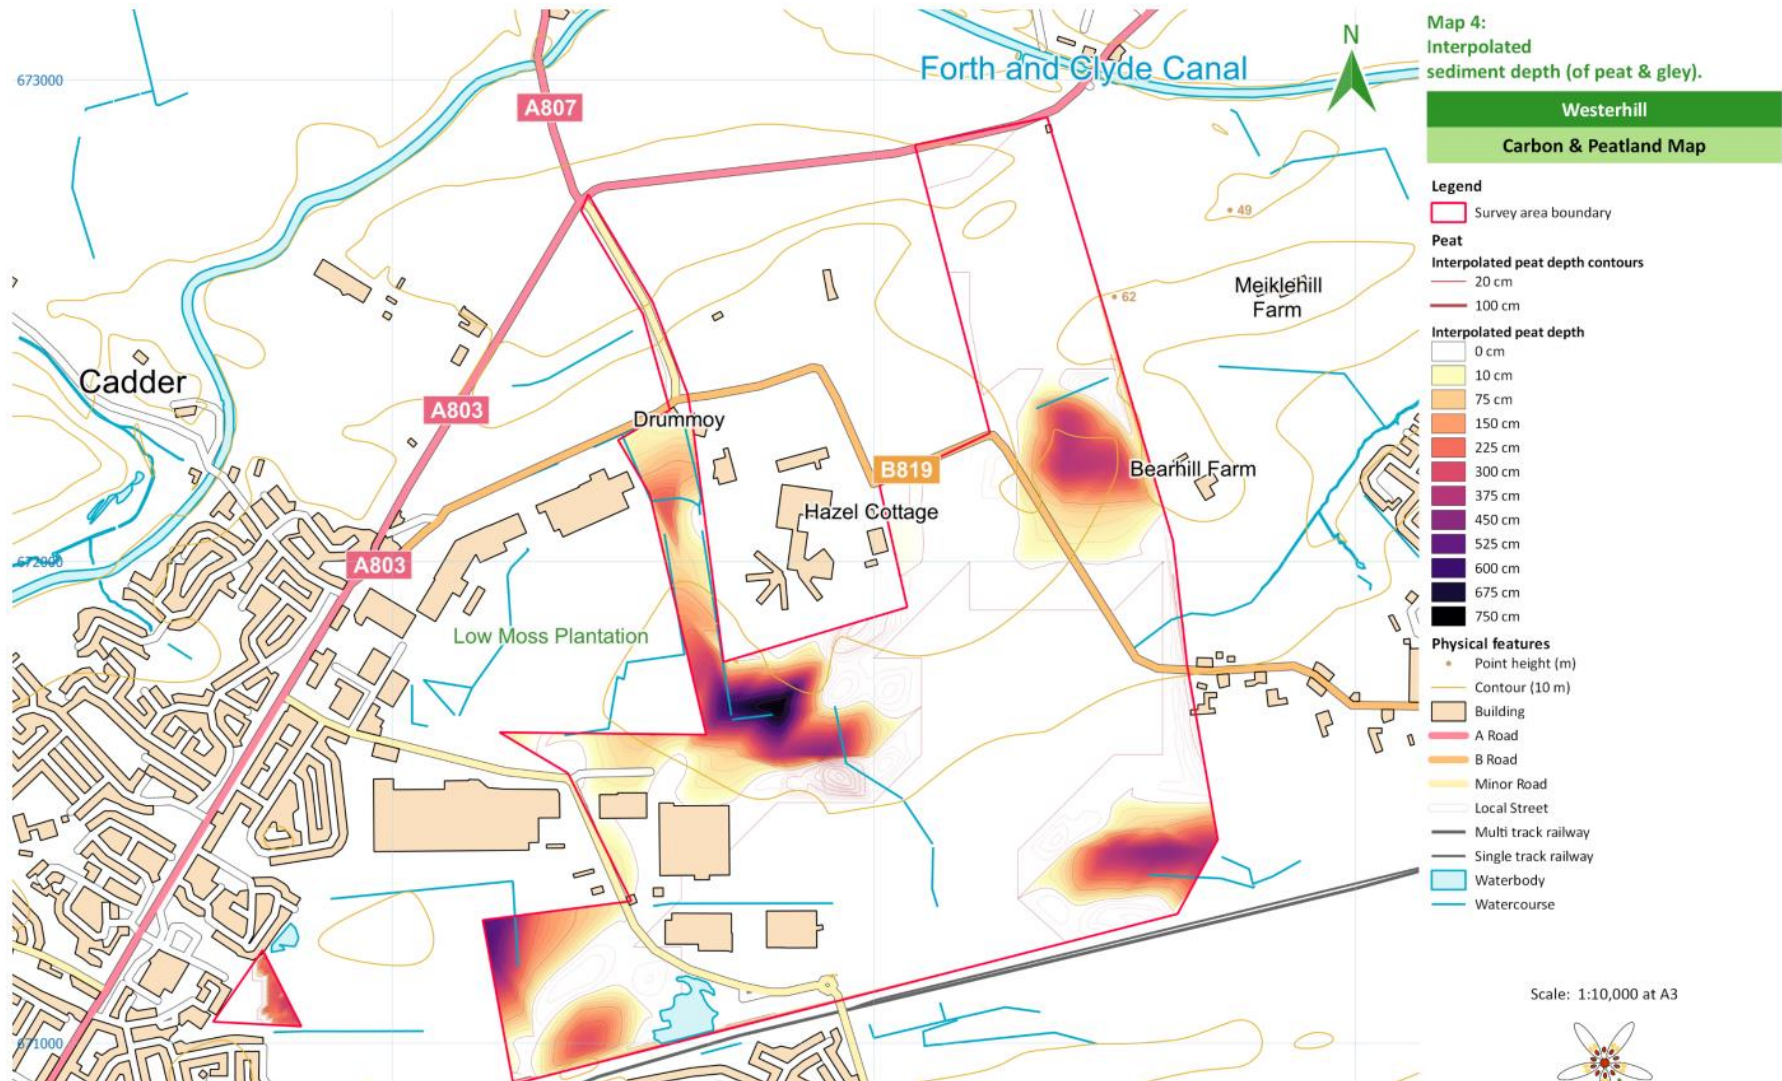 Map 4:
Interpolated
sediment depth (of peat & gley).
Westerhill
Carbon & Peatland Map
Legend
Survey area boundary
Peat
Interpolated peat depth contours
20 cm
100 cm
Interpolated peat depth
0 cm
10 cm
75 cm
150 cm
225 cm
300 cm
375 cm
450 cm
525 cm
600 cm
675 cm
750 cm
Physical features
Point height (m)
Contour (10 m)
Building
A Road
B Road
Minor Road
Local Street
Multi track railway
Single track railway
Waterbody
Watercourse
Scale: 1:10,000 at A3
N
Forth and Clyde Canal
673000
A807
49
62
Meiklehill
Farm
Cadder
A803
Drummoy
B819
Bearhill Farm
Hazel Cottage
672000
A803
Low Moss Plantation
671000